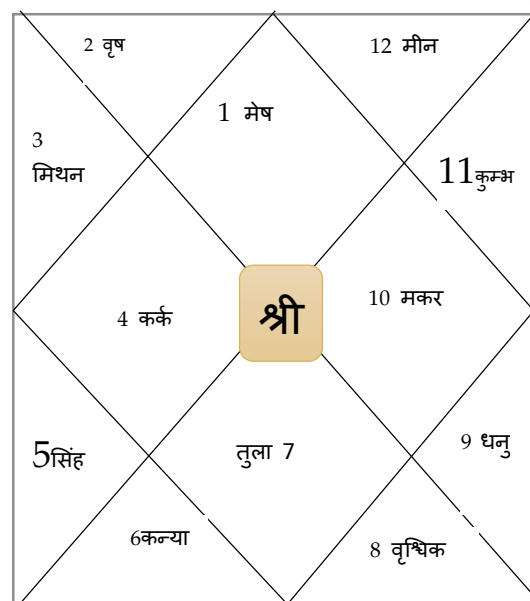 2 वृष
12 मीन
1 मेष
3
मिथन
11कुम्भ
श्री
4 कर्क
10 मकर
5सिंह
तुला 7
9 धनु
6कन्या
8 वृश्चिक